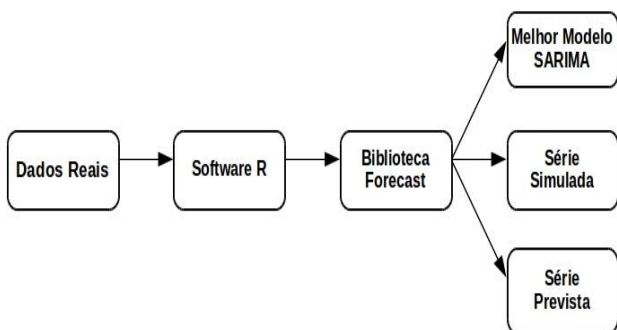 Dados Reais
Software R
Biblioteca
Forecast
Melhor Modelo
SARIMA
Série
Simulada
Série
Prevista